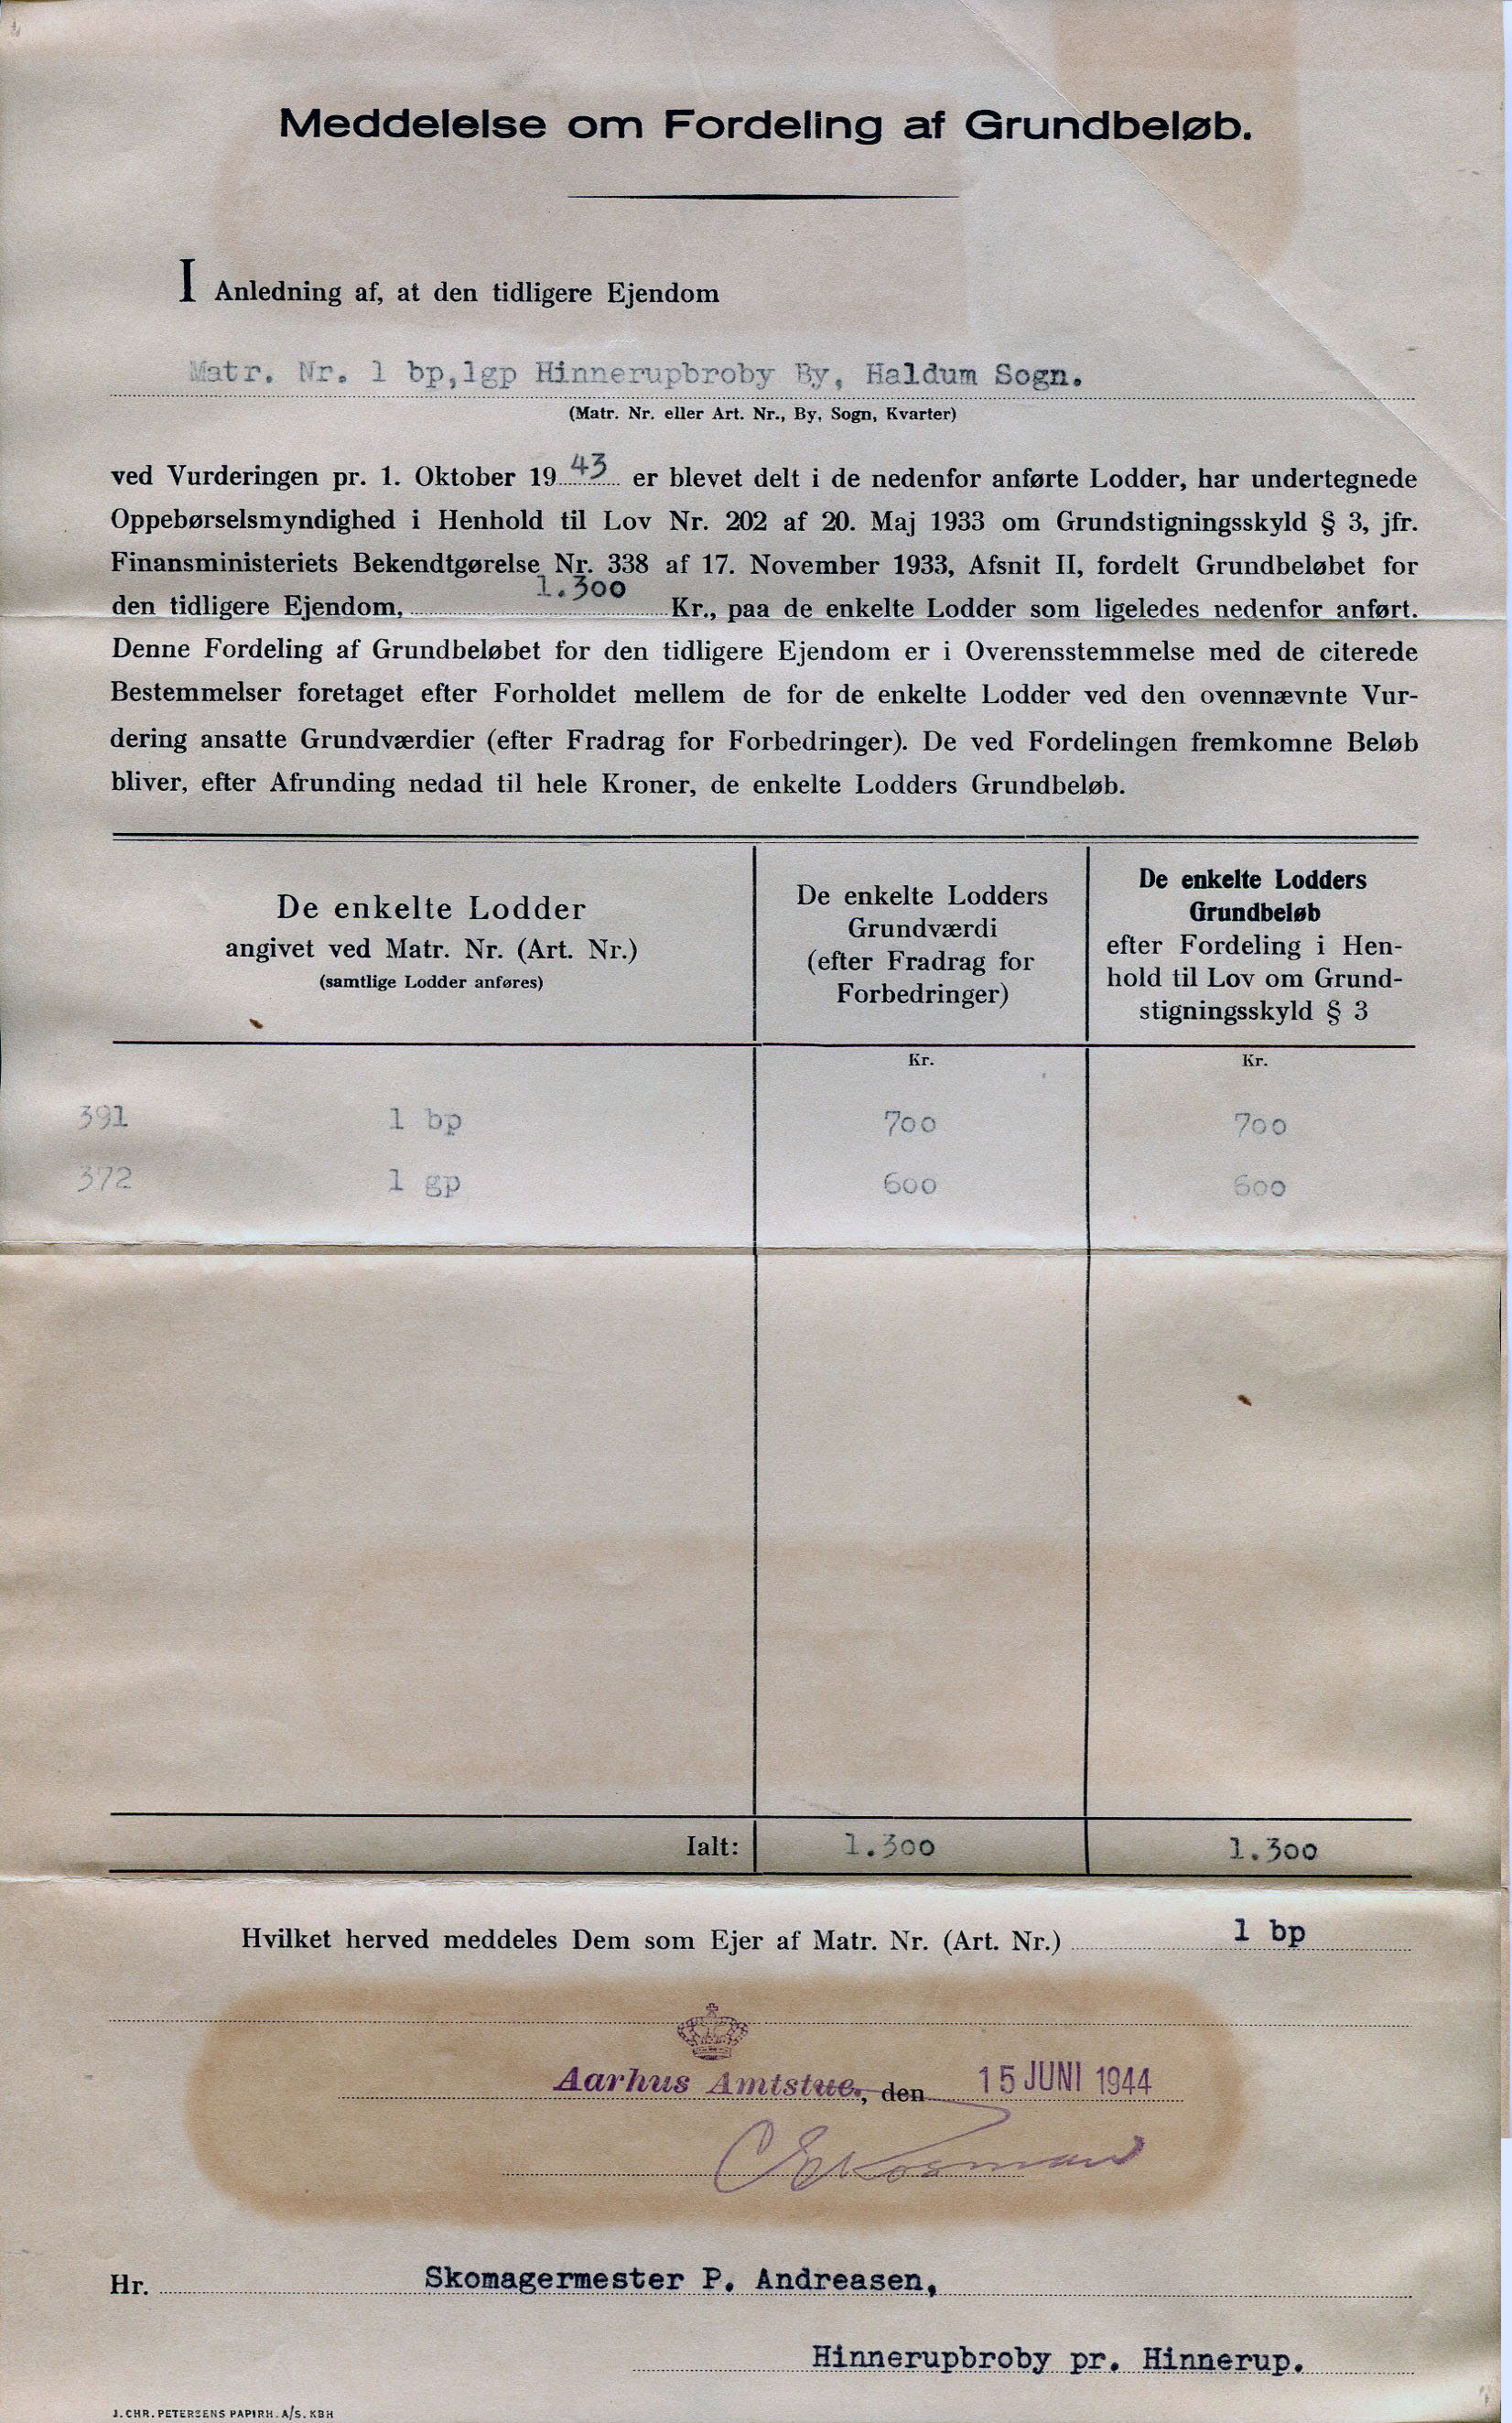 Meddelelse om Fordeling af Grundbeløb.
I Anledning af, at den tidligere Ejendom
Matr. Nr. 1 bp,1gp Hinnerupbroby By, Haldum Sogn.
(Matr. Nr. eller Art. Nr., By, Sogn, Kvarter)
ved Vurderingen pr. 1. Oktober 1943 er blevet delt i de nedenfor anførte Lodder, har undertegnede
Oppebørselsmyndighed i Henhold til Lov Nr. 202 af 20. Maj 1933 om Grundstigningsskyld § 3, jfr.
Finansministeriets Bekendtgørelse Nr. 338 af 17. November 1933, Afsnit II, fordelt Grundbeløbet for
den tidligere Ejendom, 1.300 Kr., paa de enkelte Lodder som ligeledes nedenfor anført.
Denne Fordeling af Grundbeløbet for den tidligere Ejendom er i Overensstemmelse med de citerede
Bestemmelser foretaget efter Forholdet mellem de for de enkelte Lodder ved den ovennævnte Vur-
dering ansatte Grundværdier (efter Fradrag for Forbedringer). De ved Fordelingen fremkomne Beløb
bliver, efter Afrunding nedad til hele Kroner, de enkelte Lodders Grundbeløb.
De enkelte Lodder
angivet ved Matr. Nr. (Art. Nr.)
(samtlige Lodder anføres)
De enkelte Lodders
Grundværdi
(efter Fradrag for
Forbedringer)
De enkelte Lodders
Grundbeløb
efter Fordeling i Hen-
hold til Lov om Grund-
stigningsskyld § 3
Kr. Kr.
391 1 bp 700 700
372 1 gp 600 600
Ialt: 1.300 1.300
Hvilket herved meddeles Dem som Ejer af Matr. Nr. (Art. Nr.) 1 bp
Aarhus Amtstue, den 15 JUNI 1944
Hr. Skomagermester P. Andreasen,
Hinnerupbroby pr. Hinnerup.
J. CHR. PETERSENS PAPIRH. A/S. KBH